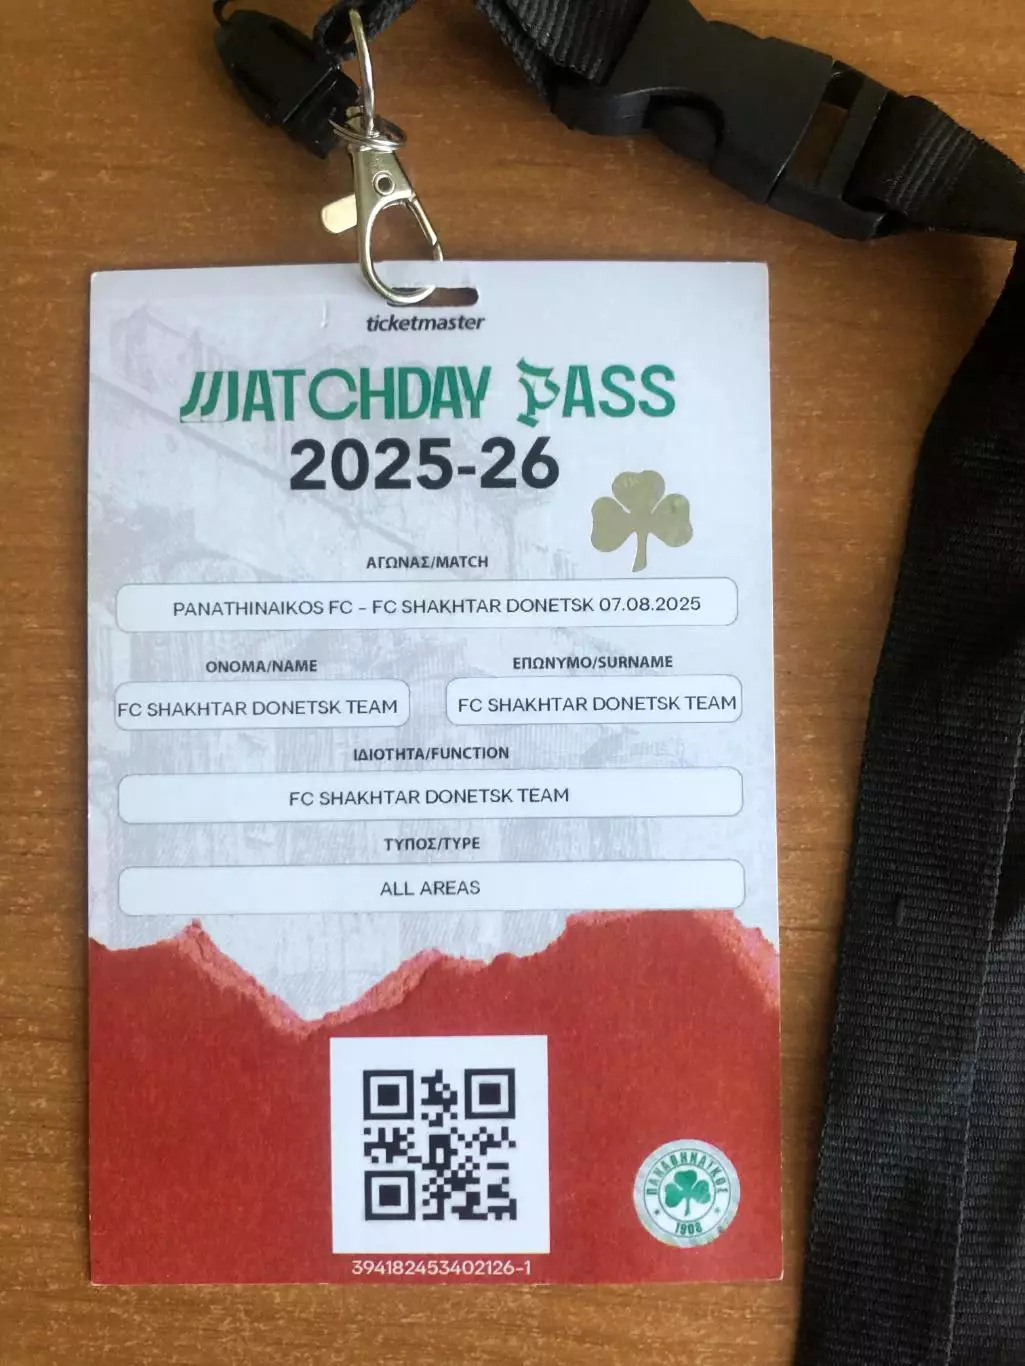 ticketmaster
MATCHDAY PASS
2025-26
ΑΓΩΝΑΣ/MATCH
PANATHINAIKOS FC - FC SHAKHTAR DONETSK 07.08.2025
ΟΝΟΜΑ/NAME
ΕΠΩΝΥΜΟ/SURNAME
FC SHAKHTAR DONETSK TEAM
FC SHAKHTAR DONETSK TEAM
ΙΔΙΟΤΗΤΑ/FUNCTION
FC SHAKHTAR DONETSK TEAM
ΤΥΠΟΣ/TYPE
ALL AREAS
ΠΑΝΑΘΗΝΑΪΚΟΣ
1908
394182453402126-1